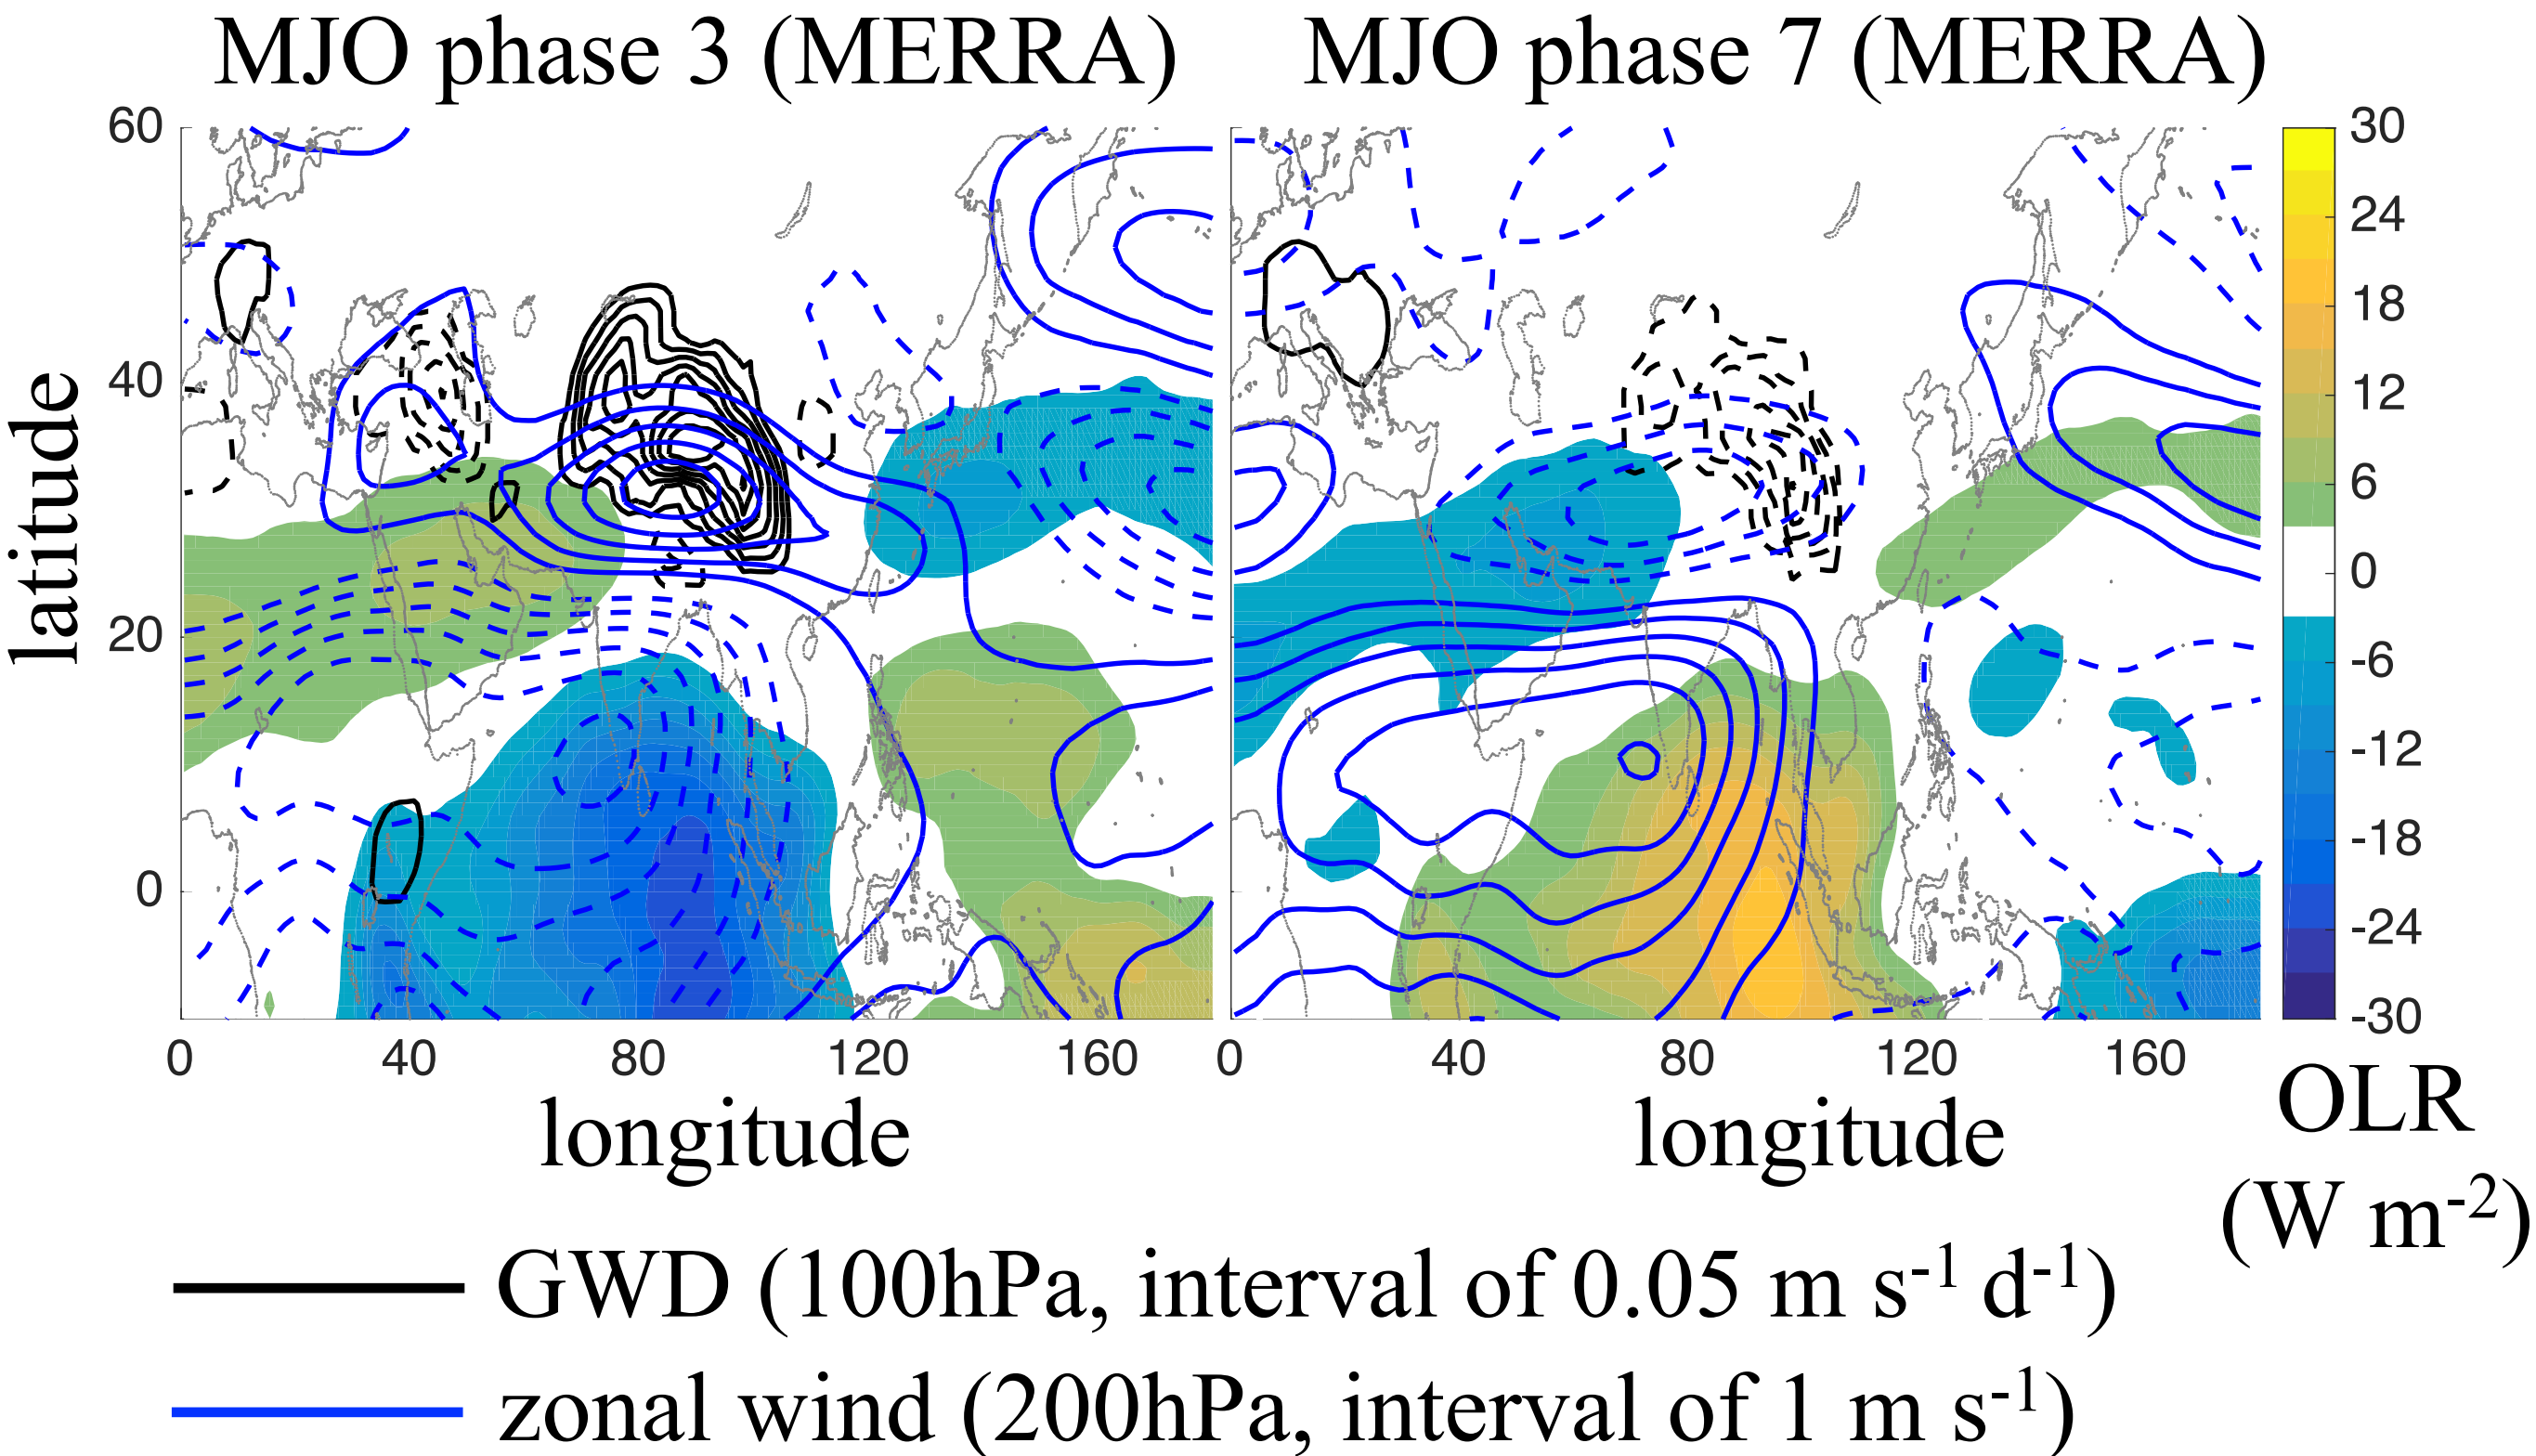 MJO phase 3 (MERRA) MJO phase 7 (MERRA)
60
40
20
0
latitude
0 40 80 120 160
0 40 80 120 160
longitude longitude
30
24
18
12
6
0
-6
-12
-18
-24
-30
OLR
(W m⁻²)
GWD (100hPa, interval of 0.05 m s⁻¹ d⁻¹)
zonal wind (200hPa, interval of 1 m s⁻¹)